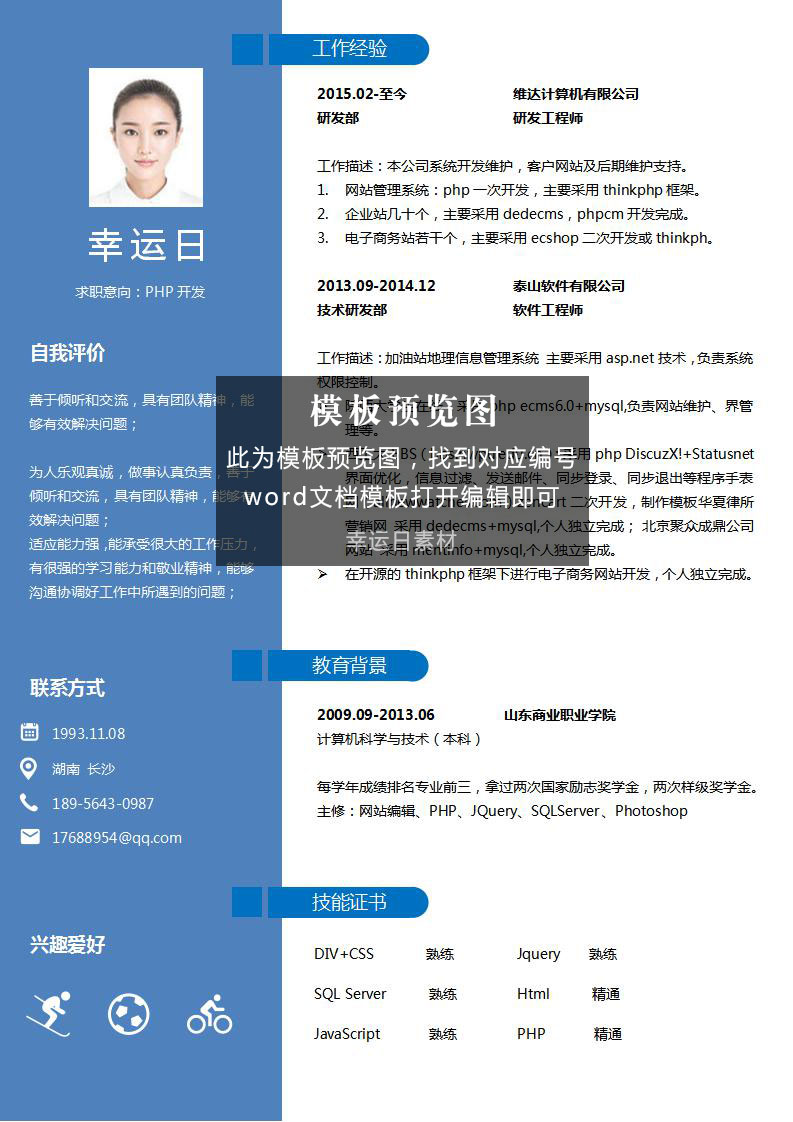 幸运日
求职意向：PHP 开发
自我评价
善于倾听和交流，具有团队精神，能
够有效解决问题；
为人乐观真诚，做事认真负责，善于
倾听和交流，具有团队精神，能够有
效解决问题；
适应能力强，能承受很大的工作压力，
有很强的学习能力和敬业精神，能够
沟通协调好工作中所遇到的问题；
联系方式
1993.11.08
湖南 长沙
189-5643-0987
17688954@qq.com
兴趣爱好
工作经验
2015.02-至今 维达计算机有限公司
研发部 研发工程师
工作描述：本公司系统开发维护，客户网站及后期维护支持。
1. 网站管理系统：php 一次开发，主要采用 thinkphp 框架。
2. 企业站几十个，主要采用 dedecms，phpcm 开发完成。
3. 电子商务站若干个，主要采用 ecshop 二次开发或 thinkph。
2013.09-2014.12 泰山软件有限公司
技术研发部 软件工程师
工作描述：加油站地理信息管理系统 主要采用 asp.net 技术，负责系统
权限控制。
php ecms6.0+mysql,负责网站维护、界管
理等。
php DiscuzX!+Statusnet
界面优化，信息过滤、发送邮件、同步登录、同步退出等程序手表
二次开发，制作模板华夏律所
营销网 采用 dedecms+mysql,个人独立完成； 北京聚众成鼎公司
网站 采用 mentinfo+mysql,个人独立完成。
➢ 在开源的 thinkphp 框架下进行电子商务网站开发，个人独立完成。
模板预览图
此为模板预览图，找到对应编号
word文档模板打开编辑即可
幸运日素材
教育背景
2009.09-2013.06 山东商业职业学院
计算机科学与技术（本科）
每学年成绩排名专业前三，拿过两次国家励志奖学金，两次样级奖学金。
主修：网站编辑、PHP、JQuery、SQLServer、Photoshop
技能证书
DIV+CSS 熟练 Jquery 熟练
SQL Server 熟练 Html 精通
JavaScript 熟练 PHP 精通